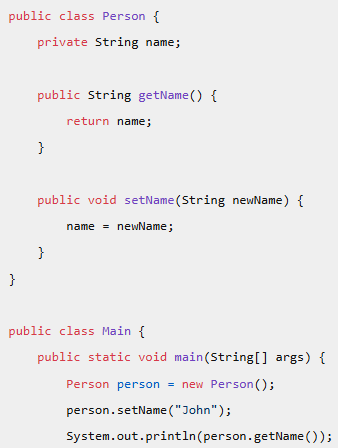 public class Person {
    private String name;

    public String getName() {
        return name;
    }

    public void setName(String newName) {
        name = newName;
    }
}

public class Main {
    public static void main(String[] args) {
        Person person = new Person();
        person.setName("John");
        System.out.println(person.getName());